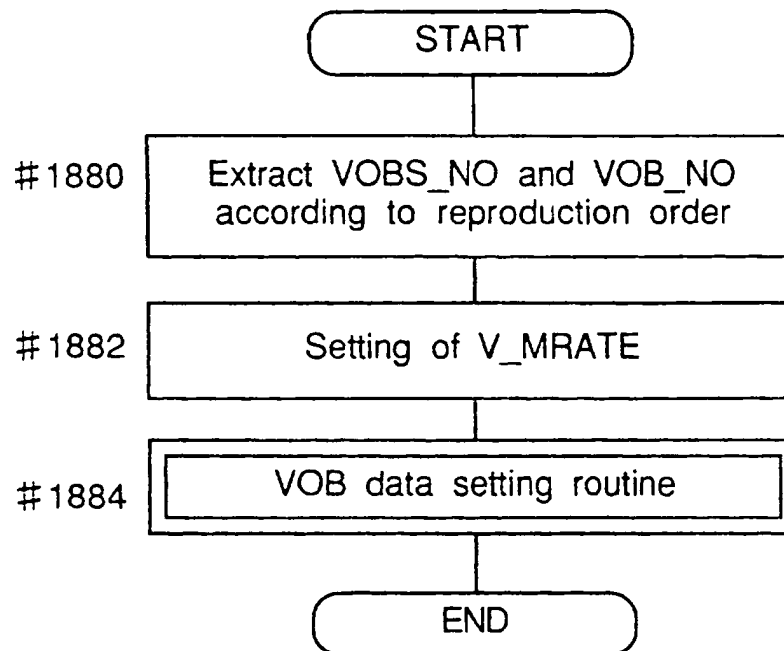 START
#1880
Extract VOBS_NO and VOB_NO
according to reproduction order
#1882
Setting of V_MRATE
#1884
VOB data setting routine
END